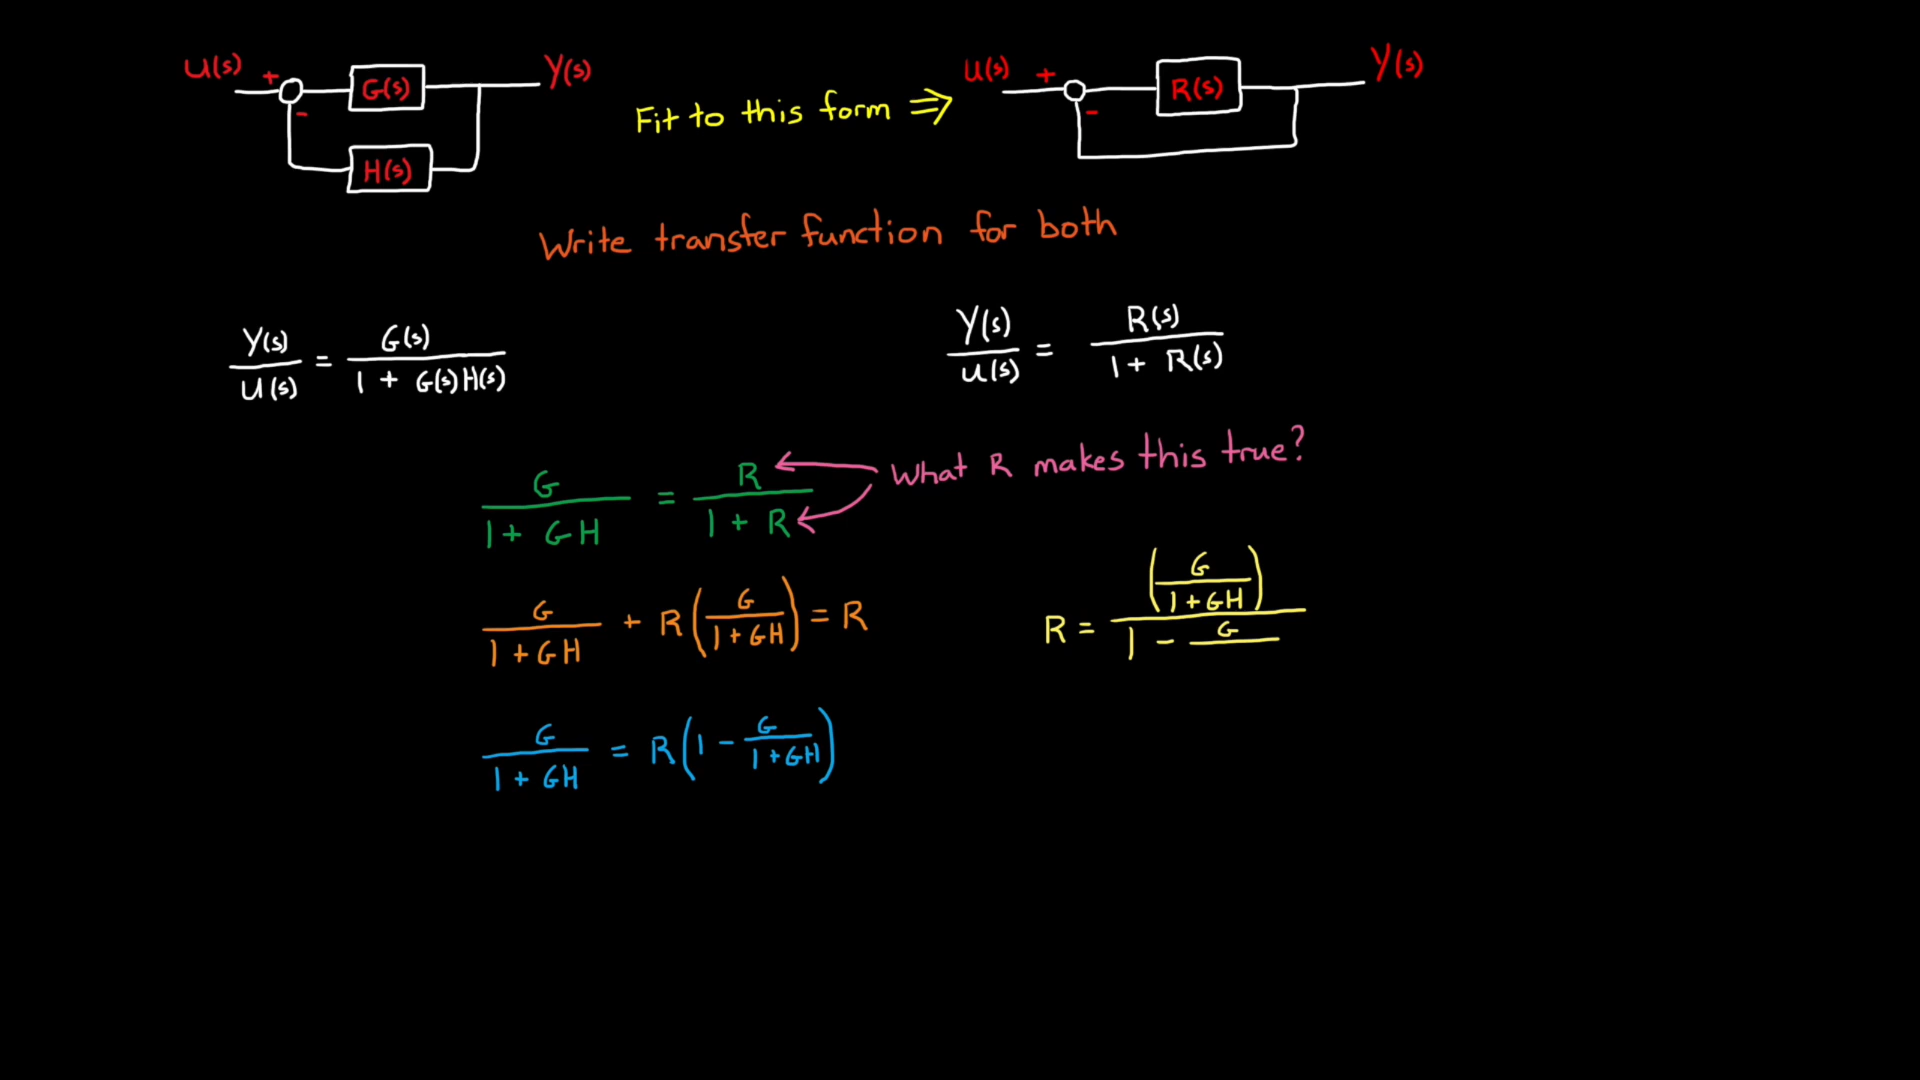 U(s) + - G(s) H(s) Y(s)
Fit to this form ⇒
U(s) + - R(s) Y(s)
Write transfer function for both
Y(s)/U(s) = G(s)/(1 + G(s)H(s))
Y(s)/U(s) = R(s)/(1 + R(s))
G/(1 + GH) = R/(1 + R)
What R makes this true?
G/(1 + GH) + R(G/(1 + GH)) = R
R = (G/(1 + GH))/(1 - G/
G/(1 + GH) = R(1 - G/(1 + GH))